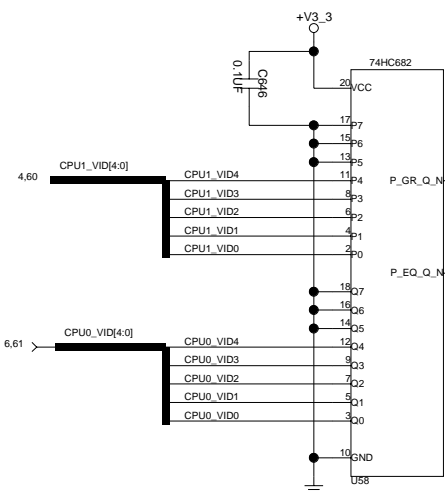 +V3_3
74HC682
C646
0.1UF
20 VCC
17 P7
15 P6
13 P5
CPU1_VID[4:0]
4,60
CPU1_VID4 11 P4 P_GR_Q_N
CPU1_VID3 8 P3
CPU1_VID2 6 P2
CPU1_VID1 4 P1
CPU1_VID0 2 P0
P_EQ_Q_N
18 Q7
16 Q6
14 Q5
CPU0_VID[4:0]
6,61
CPU0_VID4 12 Q4
CPU0_VID3 9 Q3
CPU0_VID2 7 Q2
CPU0_VID1 5 Q1
CPU0_VID0 3 Q0
10 GND
U58